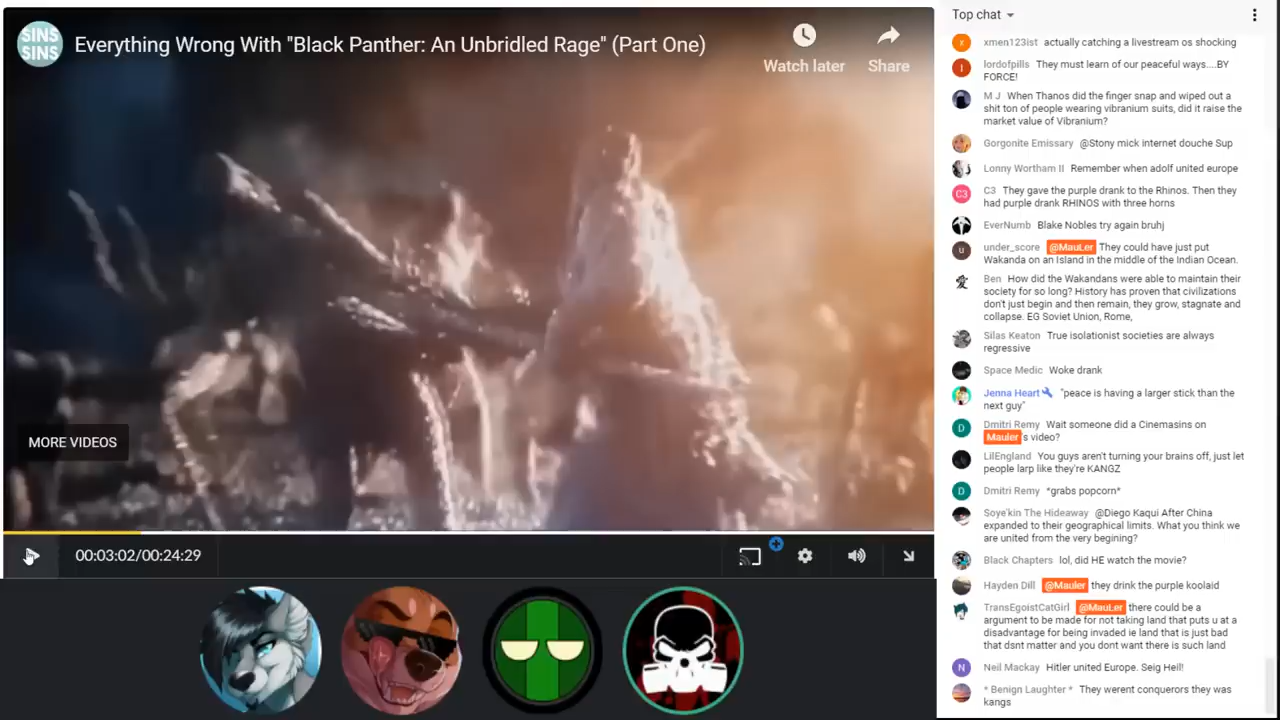 SINS
SINS
Everything Wrong With "Black Panther: An Unbridled Rage" (Part One)
Watch later
Share
MORE VIDEOS
00:03:02/00:24:29
Top chat
x
xmen123ist actually catching a livestream os shocking
l
lordofpills They must learn of our peaceful ways....BY
FORCE!
M J When Thanos did the finger snap and wiped out a
shit ton of people wearing vibranium suits, did it raise the
market value of Vibranium?
Gorgonite Emissary @Stony mick internet douche Sup
Lonny Wortham II Remember when adolf united europe
C3
C3 They gave the purple drank to the Rhinos. Then they
had purple drank RHINOS with three horns
EverNumb Blake Nobles try again bruhj
u
under_score @MauLer They could have just put
Wakanda on an Island in the middle of the Indian Ocean.
愛
Ben How did the Wakandans were able to maintain their
society for so long? History has proven that civilizations
don't just begin and then remain, they grow, stagnate and
collapse. EG Soviet Union, Rome,
Silas Keaton True isolationist societies are always
regressive
Space Medic Woke drank
Jenna Heart "peace is having a larger stick than the
next guy"
D
Dmitri Remy Wait someone did a Cinemasins on
Mauler's video?
LilEngland You guys aren't turning your brains off, just let
people larp like they're KANGZ
D
Dmitri Remy *grabs popcorn*
Soye'kin The Hideaway @Diego Kaqui After China
expanded to their geographical limits. What you think we
are united from the very begining?
Black Chapters lol, did HE watch the movie?
Hayden Dill @Mauler they drink the purple koolaid
TransEgoistCatGirl @MauLer there could be a
argument to be made for not taking land that puts u at a
disadvantage for being invaded ie land that is just bad
that dsnt matter and you dont want there is such land
N
Neil Mackay Hitler united Europe. Seig Heil!
* Benign Laughter * They werent conquerors they was
kangs